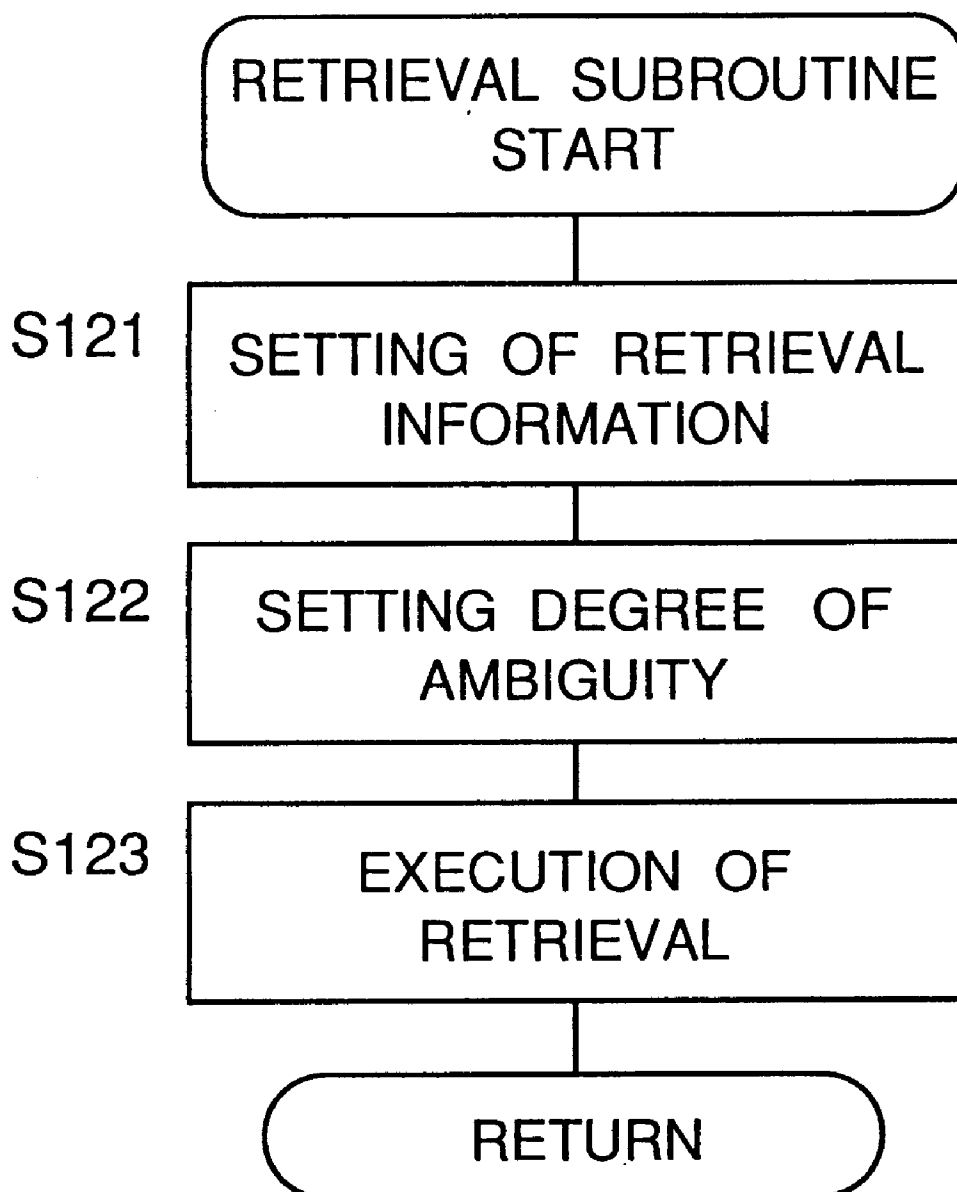 RETRIEVAL SUBROUTINE
START
S121
SETTING OF RETRIEVAL
INFORMATION
S122
SETTING DEGREE OF
AMBIGUITY
S123
EXECUTION OF
RETRIEVAL
RETURN